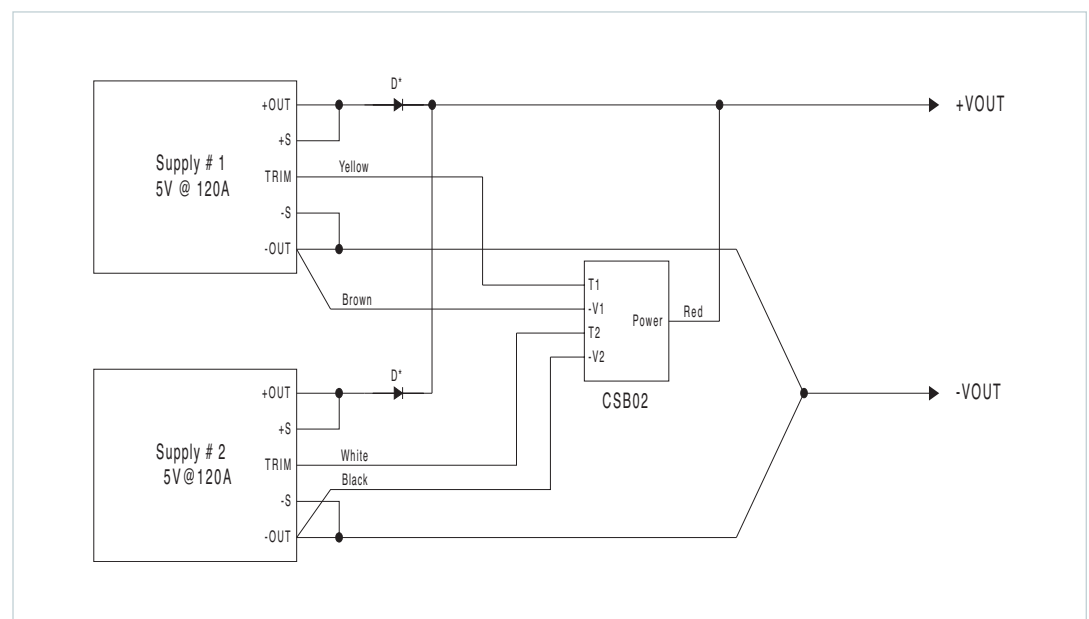 D*
+OUT
+VOUT
+S
Supply # 1
5V @ 120A
TRIM
Yellow
-S
-OUT
Brown
T1
-V1
T2
-V2
Power
Red
CSB02
D*
+OUT
-VOUT
+S
Supply # 2
5V@120A
TRIM
White
Black
-S
-OUT